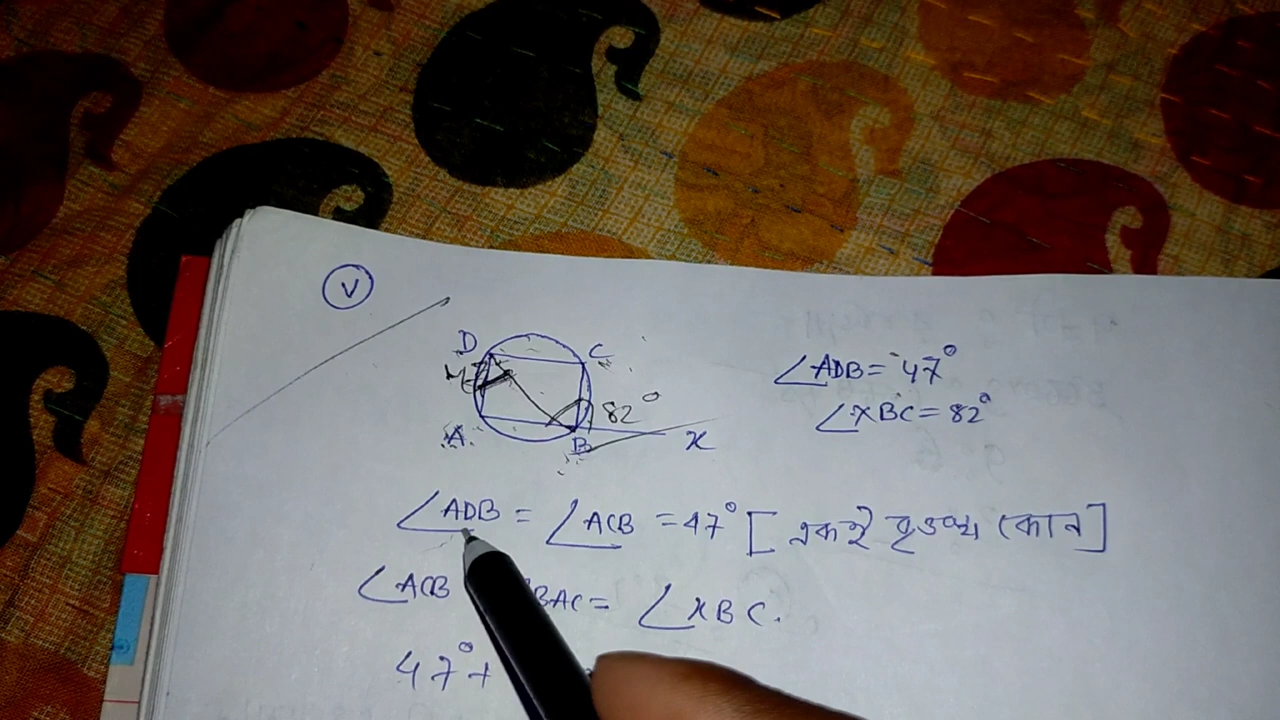 V
D
C
M
82°
A
B
x
∠ADB = 47°
∠XBC = 82°
∠ADB = ∠ACB = 47° [একই বৃত্তস্থ কোন]
∠ACB BAC = ∠XBC.
47° +